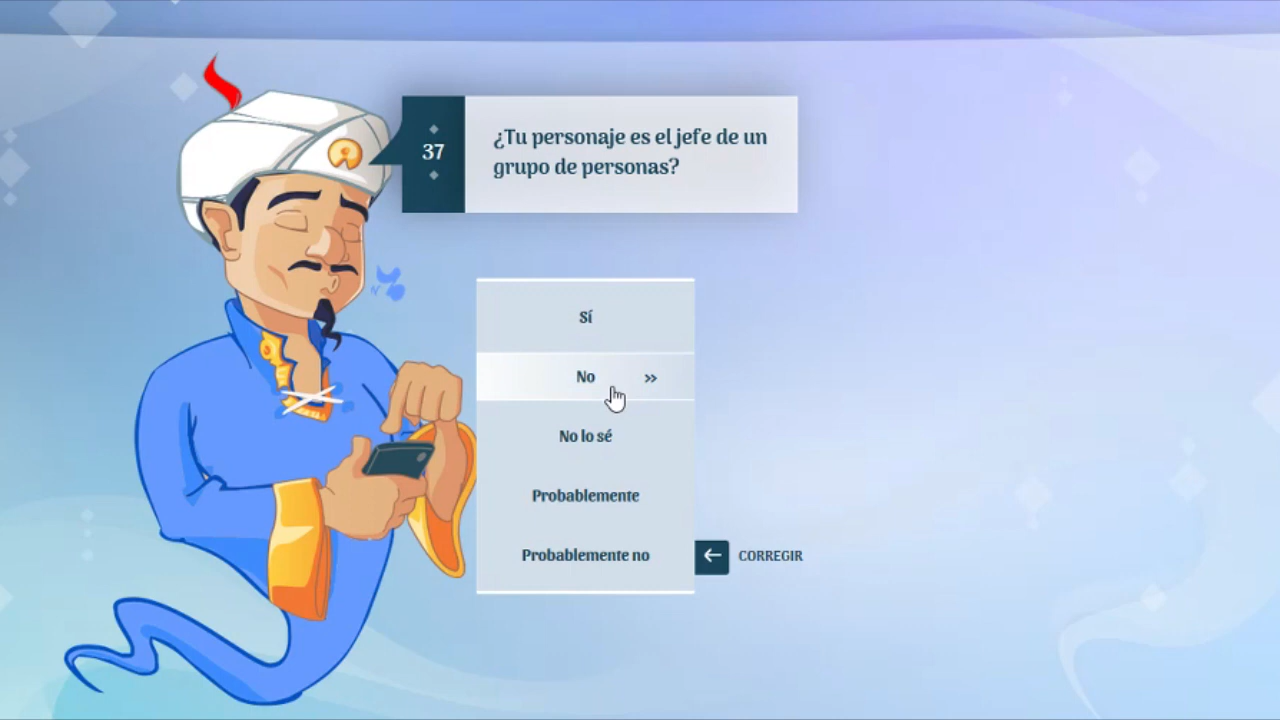 37
¿Tu personaje es el jefe de un
grupo de personas?
Sí
No »
No lo sé
Probablemente
Probablemente no
CORREGIR